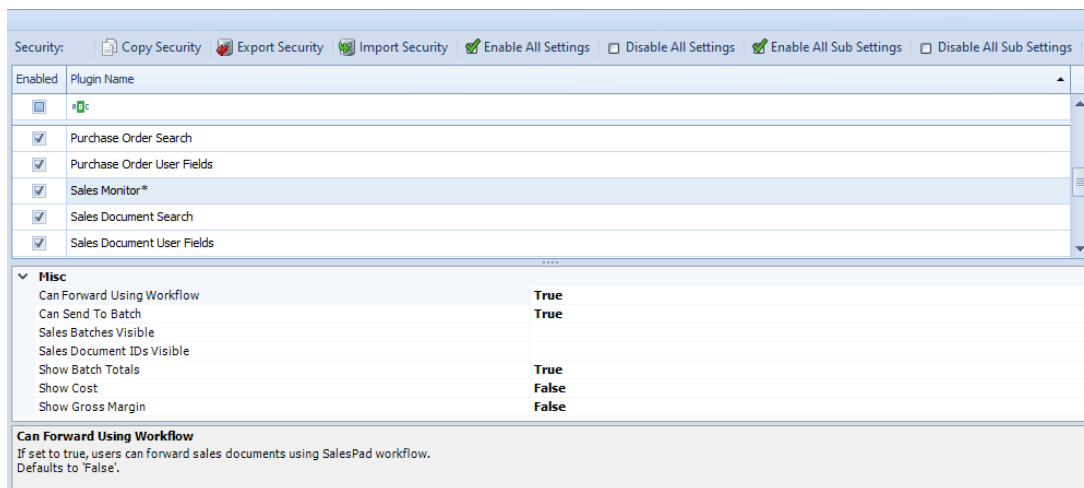 Security: Copy Security Export Security Import Security Enable All Settings Disable All Settings Enable All Sub Settings Disable All Sub Settings
Enabled Plugin Name
ABC
Purchase Order Search
Purchase Order User Fields
Sales Monitor*
Sales Document Search
Sales Document User Fields
Misc
Can Forward Using Workflow True
Can Send To Batch True
Sales Batches Visible
Sales Document IDs Visible
Show Batch Totals True
Show Cost False
Show Gross Margin False
Can Forward Using Workflow
If set to true, users can forward sales documents using SalesPad workflow.
Defaults to 'False'.